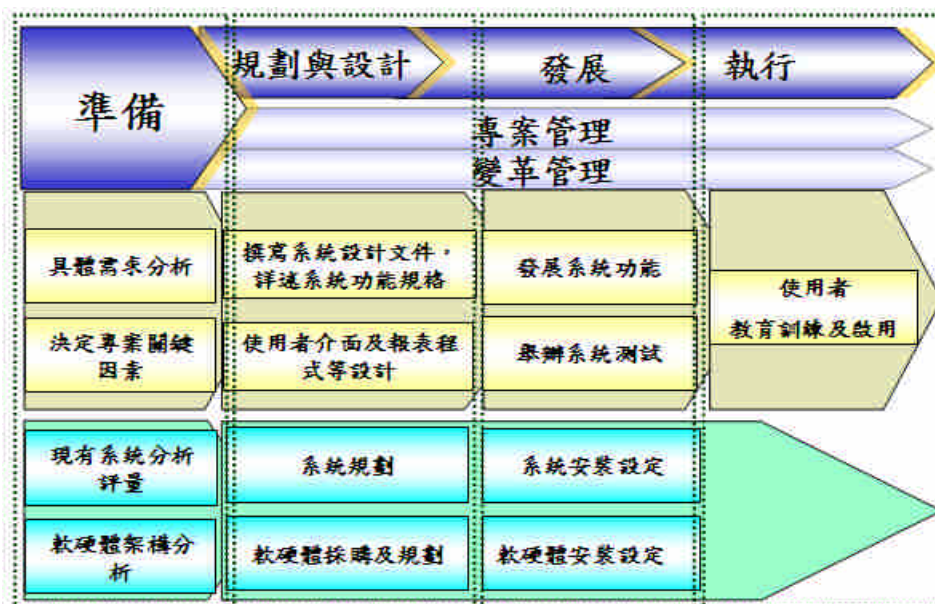 準備
規劃與設計
發展
執行
專案管理
變革管理
具體需求分析
撰寫系統設計文件，
詳述系統功能規格
發展系統功能
使用者
教育訓練及啟用
決定專案關鍵
因素
使用者介面及報表程
式等設計
舉辦系統測試
現有系統分析
評量
系統規劃
系統安裝設定
軟硬體架構分
析
軟硬體採購及規劃
軟硬體安裝設定